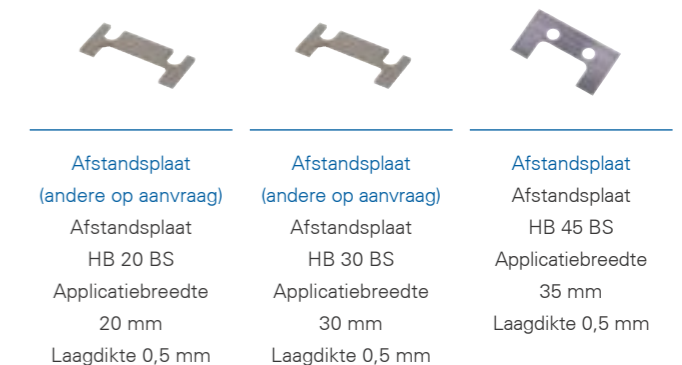 Afstandsplaat
(andere op aanvraag)
Afstandsplaat
HB 20 BS
Applicatiebreedte
20 mm
Laagdikte 0,5 mm
Afstandsplaat
(andere op aanvraag)
Afstandsplaat
HB 30 BS
Applicatiebreedte
30 mm
Laagdikte 0,5 mm
Afstandsplaat
Afstandsplaat
HB 45 BS
Applicatiebreedte
35 mm
Laagdikte 0,5 mm